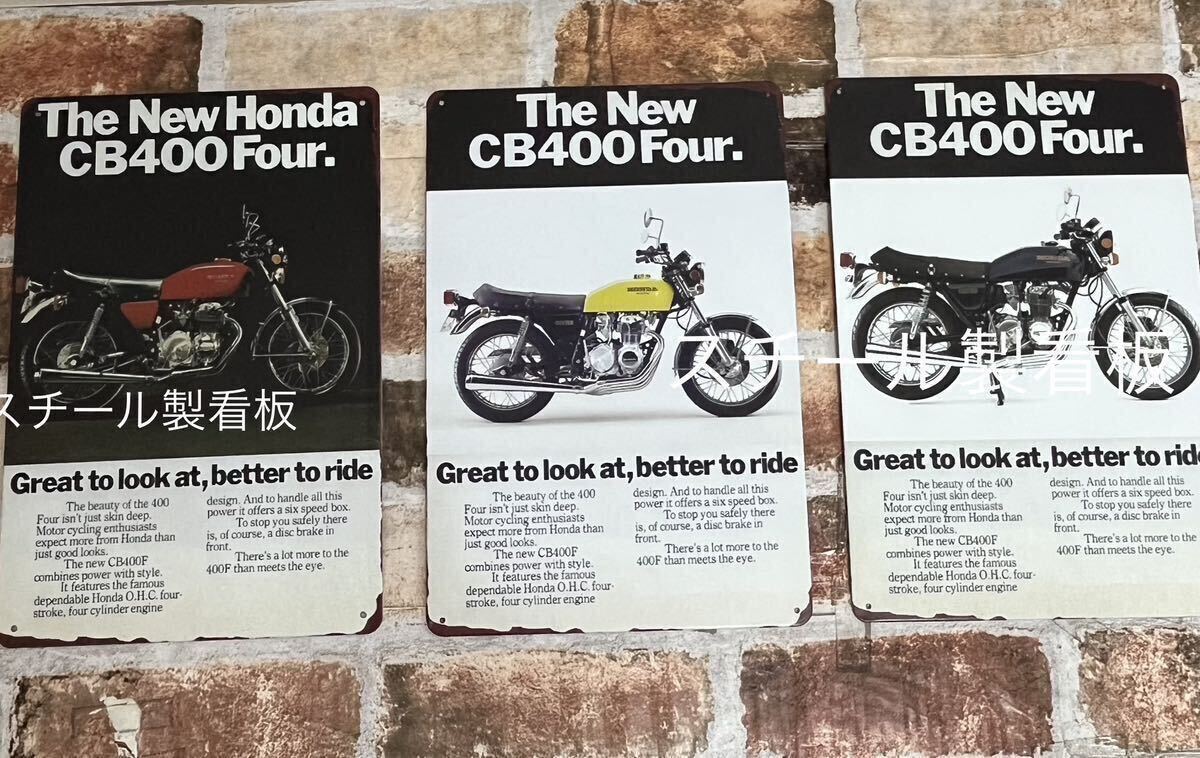 The New Honda
CB400 Four.
スチール製看板
Great to look at, better to ride
The beauty of the 400
Four isn't just skin deep.
Motor cycling enthusiasts
expect more from Honda than
just good looks.
The new CB400F
combines power with style.
It features the famous
dependable Honda O.H.C. four-
stroke, four cylinder engine
design. And to handle all this
power it offers a six speed box.
To stop you safely there
is, of course, a disc brake in
front.
There's a lot more to the
400F than meets the eye.
The New
CB400 Four.
HONDA
スチール製看板
Great to look at, better to ride
The beauty of the 400
Four isn't just skin deep.
Motor cycling enthusiasts
expect more from Honda than
just good looks.
The new CB400F
combines power with style.
It features the famous
dependable Honda O.H.C. four-
stroke, four cylinder engine
design. And to handle all this
power it offers a six speed box.
To stop you safely there
is, of course, a disc brake in
front.
There's a lot more to the
400F than meets the eye.
The New
CB400 Four.
HONDA
Great to look at, better to ride
The beauty of the 400
Four isn't just skin deep.
Motor cycling enthusiasts
expect more from Honda than
just good looks.
The new CB400F
combines power with style.
It features the famous
dependable Honda O.H.C. four-
stroke, four cylinder engine
design. And to handle all this
power it offers a six speed box.
To stop you safely there
is, of course, a disc brake in
front.
There's a lot more to the
400F than meets the eye.